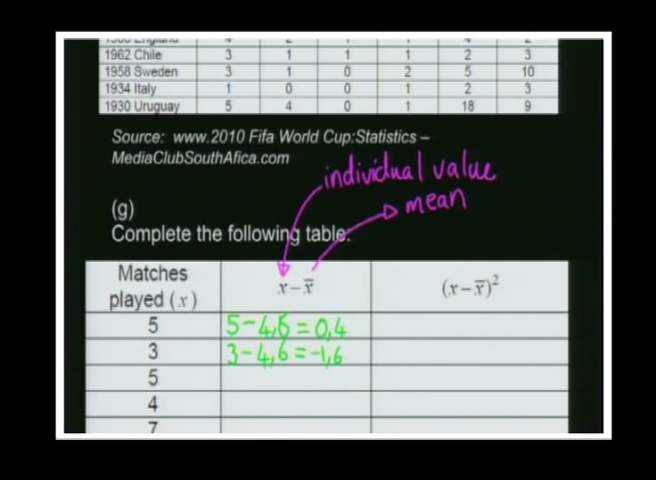 1962 Chile 3 1 1 1 2 3
1958 Sweden 3 1 0 2 5 10
1934 Italy 1 0 0 1 2 3
1930 Uruguay 5 4 0 1 18 9
Source: www.2010 Fifa World Cup:Statistics –
MediaClubSouthAfica.com
individual value
mean
(g)
Complete the following table:
Matches
played (x)
x–x̄
(x–x̄)²
5 5–4,6=0,4
3 3–4,6=–1,6
5
4
7